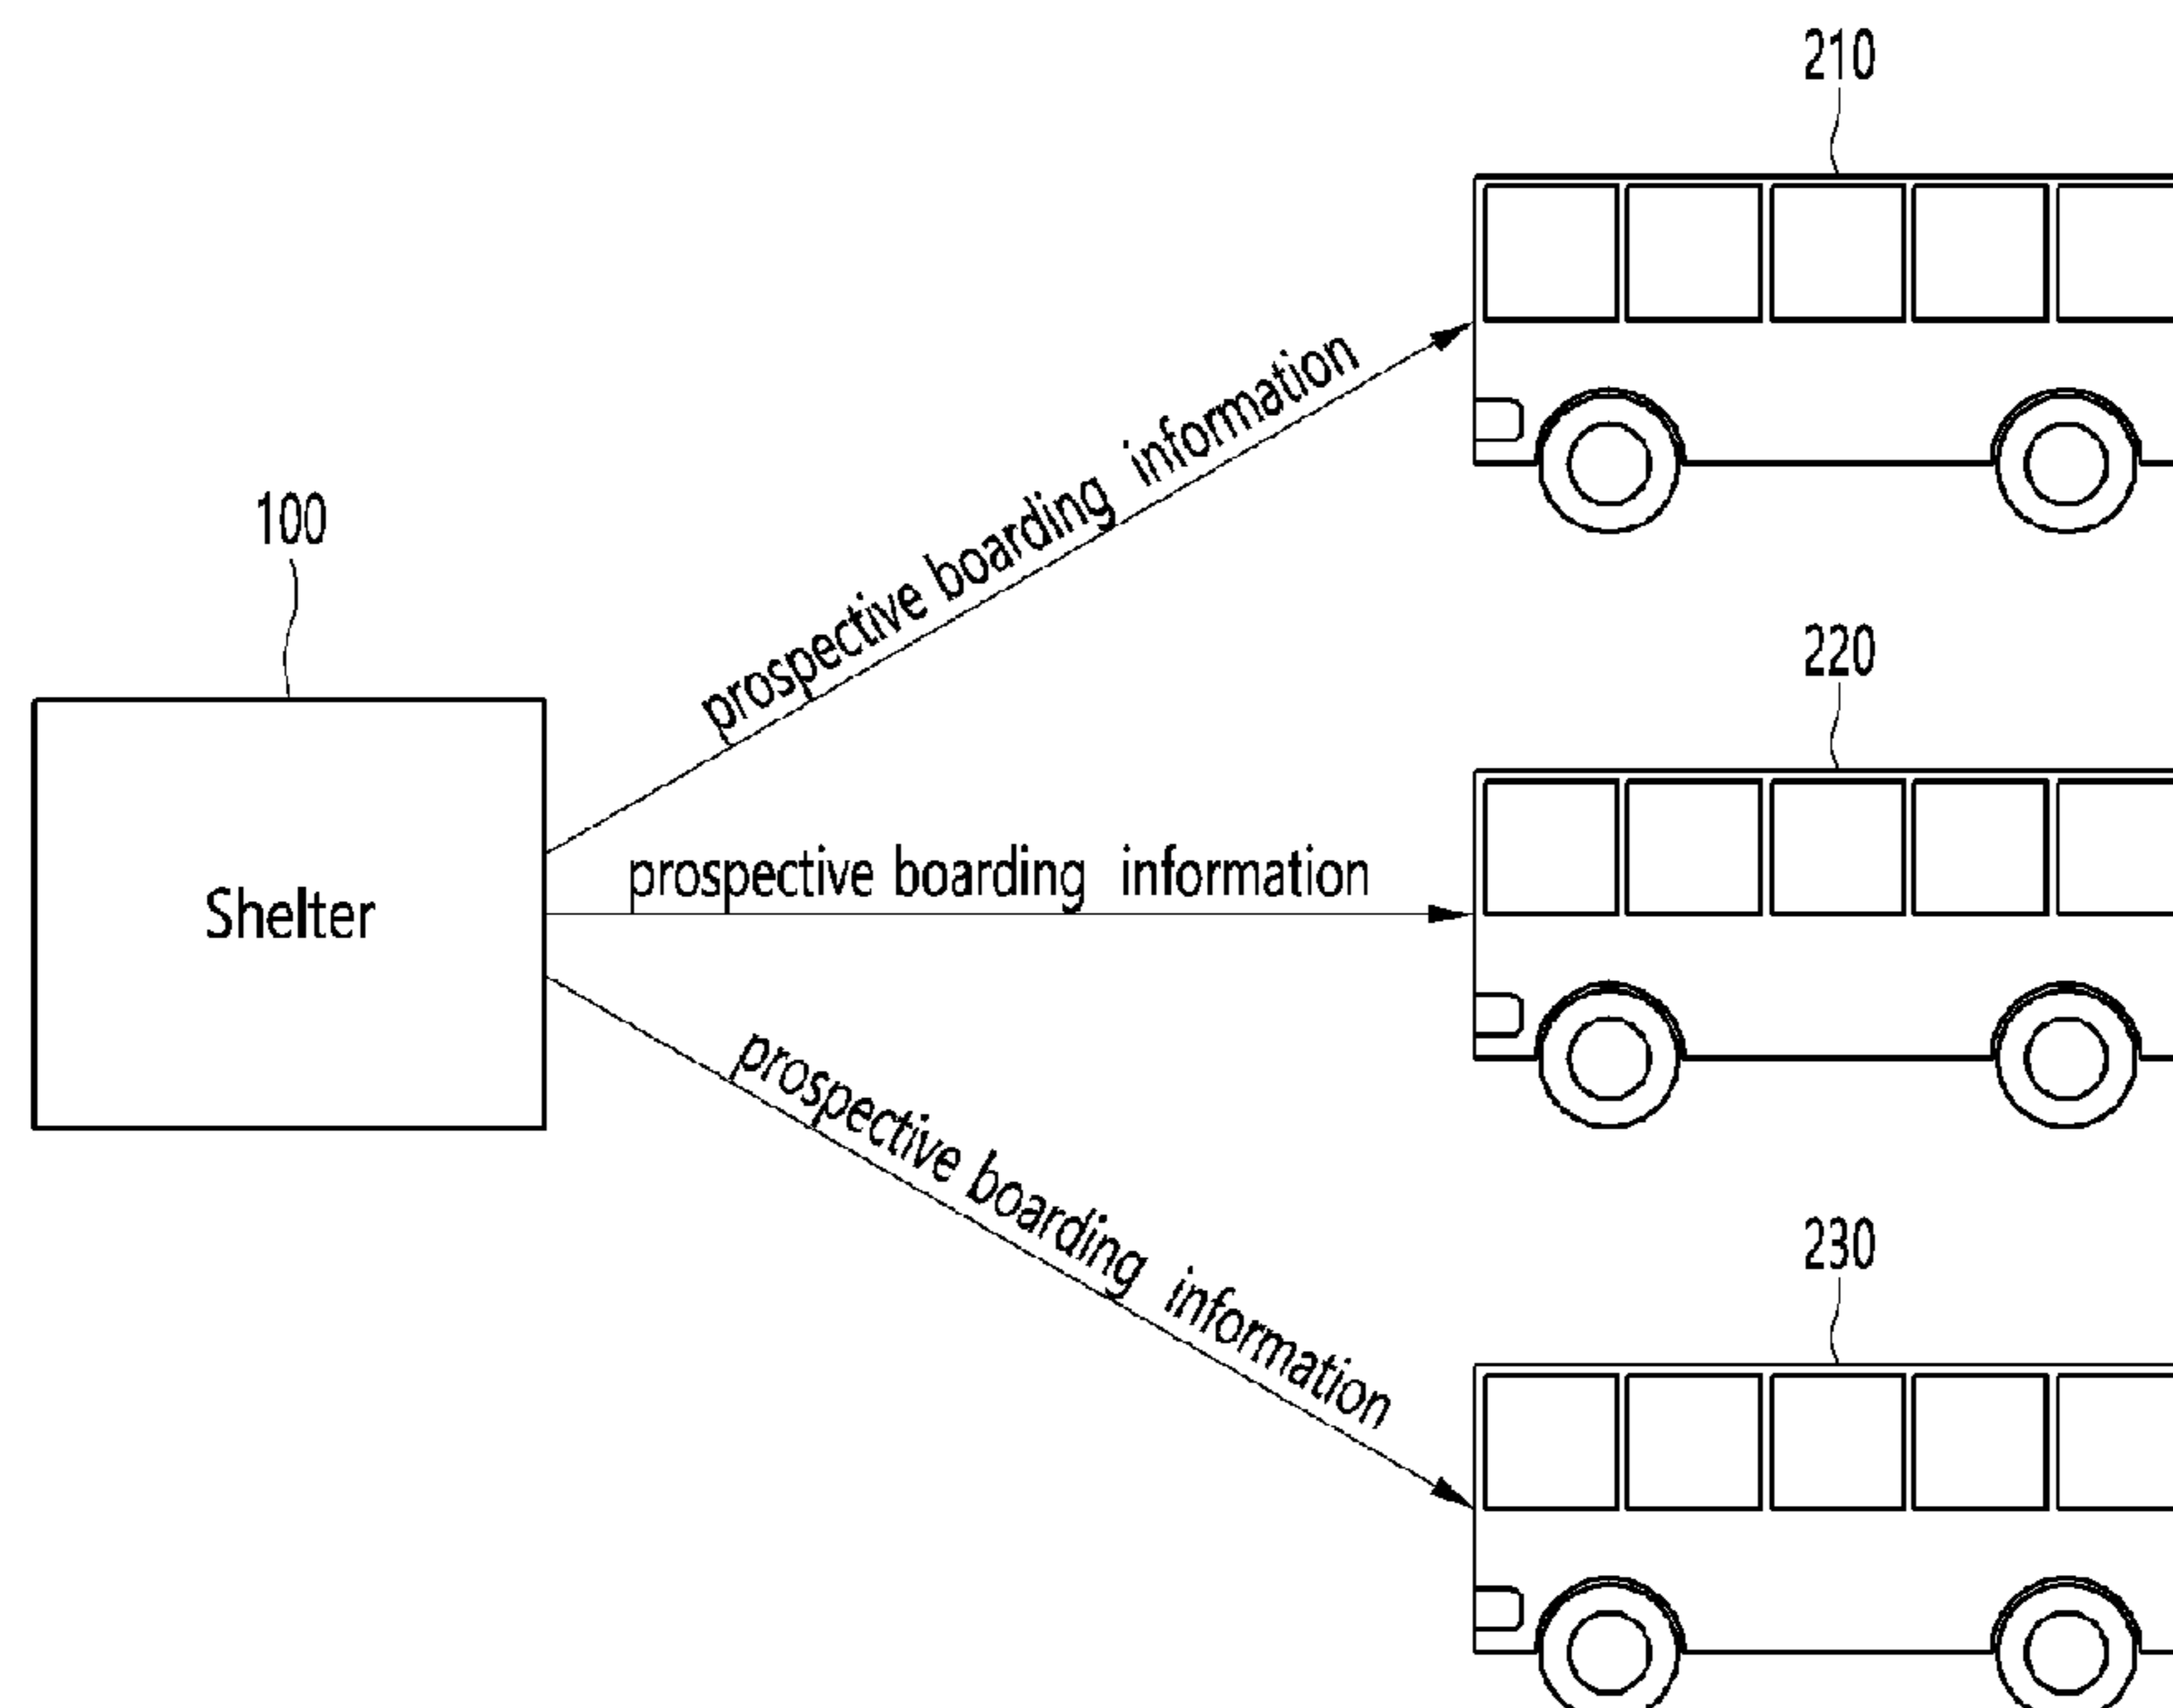 210
prospective boarding information
100
220
prospective boarding information
Shelter
prospective boarding information
230